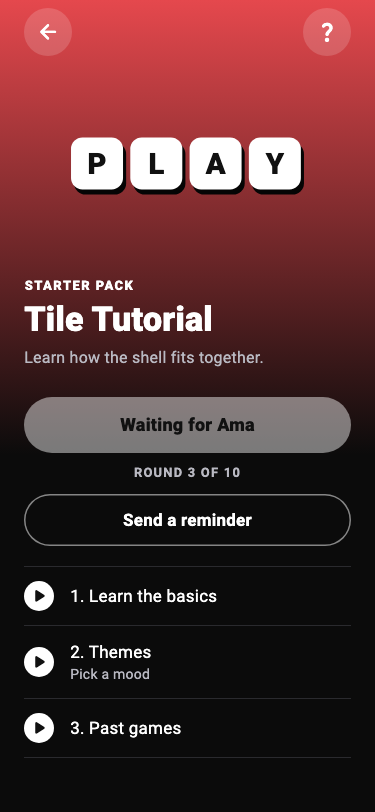 ?
P L A Y
STARTER PACK
Tile Tutorial
Learn how the shell fits together.
Waiting for Ama
ROUND 3 OF 10
Send a reminder
1. Learn the basics
2. Themes
Pick a mood
3. Past games